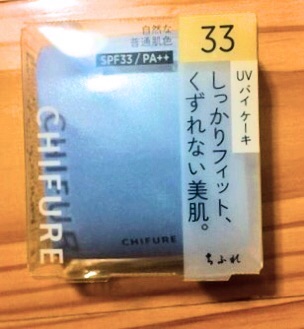 自然な
普通肌色
SPF33/PA++
33
UV バイ ケーキ
しっかりフィット、
くずれない美肌。
CHIFURE
CHIFURE
ちふれ